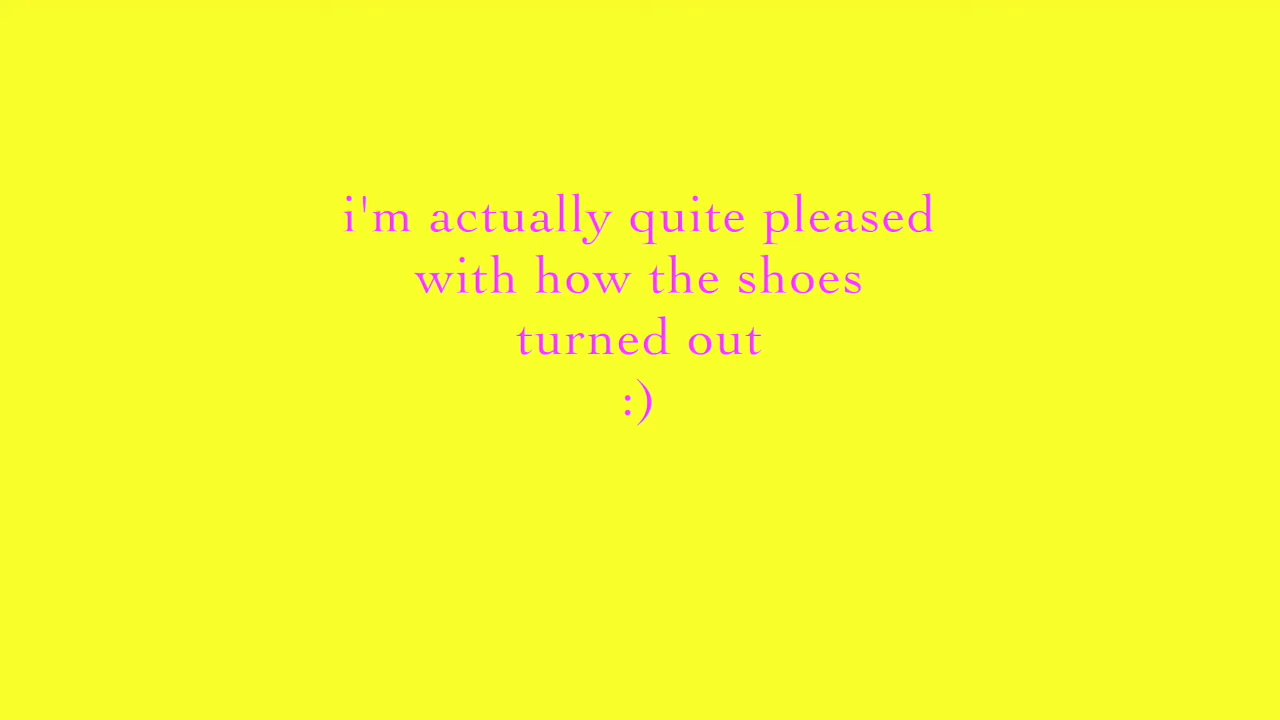 i'm actually quite pleased
with how the shoes
turned out
:)